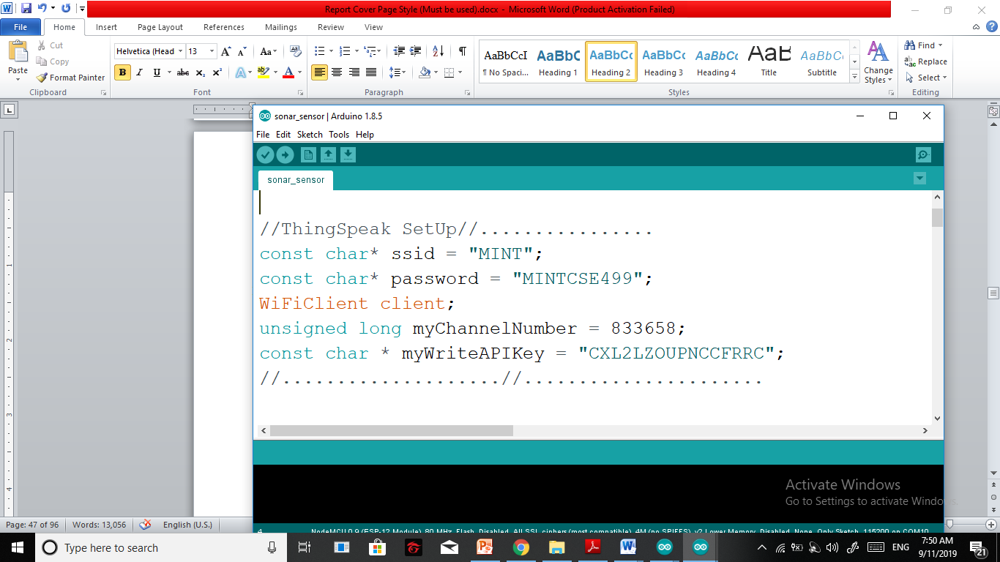 Report Cover Page Style (Must be used).docx - Microsoft Word (Product Activation Failed)
File Home Insert Page Layout References Mailings Review View
Paste
Cut
Copy
Format Painter
Clipboard
Helvetica (Head 13
Font
Paragraph
AaBbCcI AaBbC AaBbCc AaBbCc AaBbCc AaB AaBbCc
¶ No Spaci... Heading 1 Heading 2 Heading 3 Heading 4 Title Subtitle
Change
Styles
Styles
Find
Replace
Select
Editing
sonar_sensor | Arduino 1.8.5
File Edit Sketch Tools Help
sonar_sensor
//ThingSpeak SetUp//................
const char* ssid = "MINT";
const char* password = "MINTCSE499";
WiFiClient client;
unsigned long myChannelNumber = 833658;
const char * myWriteAPIKey = "CXL2LZOUPNCCFRRC";
//....................//......................
Activate Windows
Go to Settings to activate Windows.
4 NodeMCU 0.9 (ESP-12 Module), 80 MHz, Flash, Disabled, All SSL ciphers (most compatible), 4M (no SPIFFS), v2 Lower Memory, Disabled, None, Only Sketch, 115200 on COM10
Page: 47 of 96 Words: 13,056 English (U.S.)
Type here to search
ENG
7:50 AM
9/11/2019
21